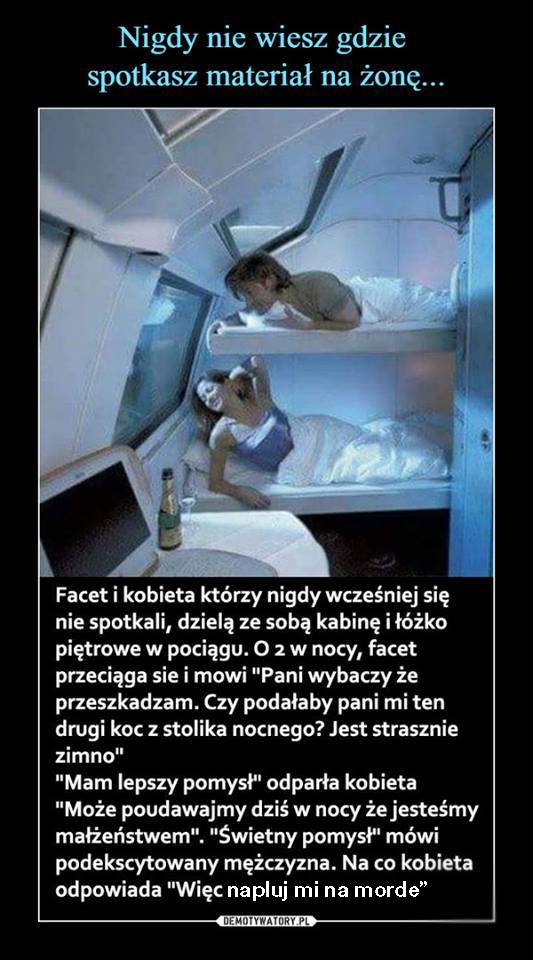 Nigdy nie wiesz gdzie
spotkasz materiał na żonę...
Facet i kobieta którzy nigdy wcześniej się
nie spotkali, dzielą ze sobą kabinę i łóżko
piętrowe w pociągu. O 2 w nocy, facet
przeciąga sie i mowi "Pani wybaczy że
przeszkadzam. Czy podałaby pani mi ten
drugi koc z stolika nocnego? Jest strasznie
zimno"
"Mam lepszy pomysł" odparła kobieta
"Może poudawajmy dziś w nocy że jesteśmy
małżeństwem". "Świetny pomysł" mówi
podekscytowany mężczyzna. Na co kobieta
odpowiada "Więc napluj mi na morde”
DEMOTYWATORY.PL